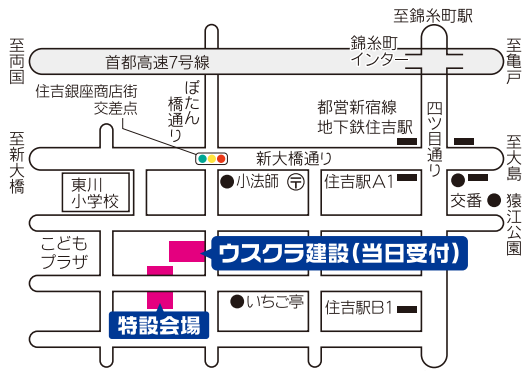 至錦糸町駅
至両国
首都高速7号線
錦糸町
インター
至亀戸
住吉銀座商店街
交差点
ぼたん
橋通り
都営新宿線
地下鉄住吉駅
四ツ目通り
至新大橋
新大橋通り
至大島
東川
小学校
小法師
〒
住吉駅A1
交番
猿江公園
こども
プラザ
ウスクラ建設(当日受付)
特設会場
いちご亭
住吉駅B1